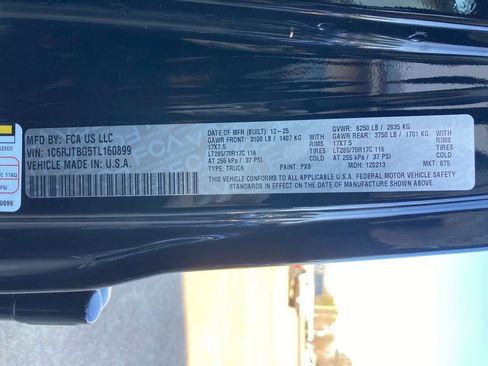 MFD BY: FCA US LLC
VIN: 1C6RJTBG5TL160899
VEHICLE MADE IN U.S.A.
DATE OF MFR (BUILT): 12-25
GAWR FRONT: 3100 LB / 1407 KG
17X7.5 WITH RIMS
LT285/70R17C 116 WITH TIRES
AT 255 kPa / 37 PSI
TYPE: TRUCK
PAINT: PX8
GVWR: 6250 LB / 2835 KG
GAWR REAR: 3750 LB / 1701 KG
17X7.5 WITH RIMS
LT285/70R17C 116 WITH TIRES
AT 255 kPa / 37 PSI
MDH: 120213
MKT: 875
THIS VEHICLE CONFORMS TO ALL APPLICABLE U.S.A. FEDERAL MOTOR VEHICLE SAFETY
STANDARDS IN EFFECT ON THE DATE OF MANUFACTURE SHOWN ABOVE.